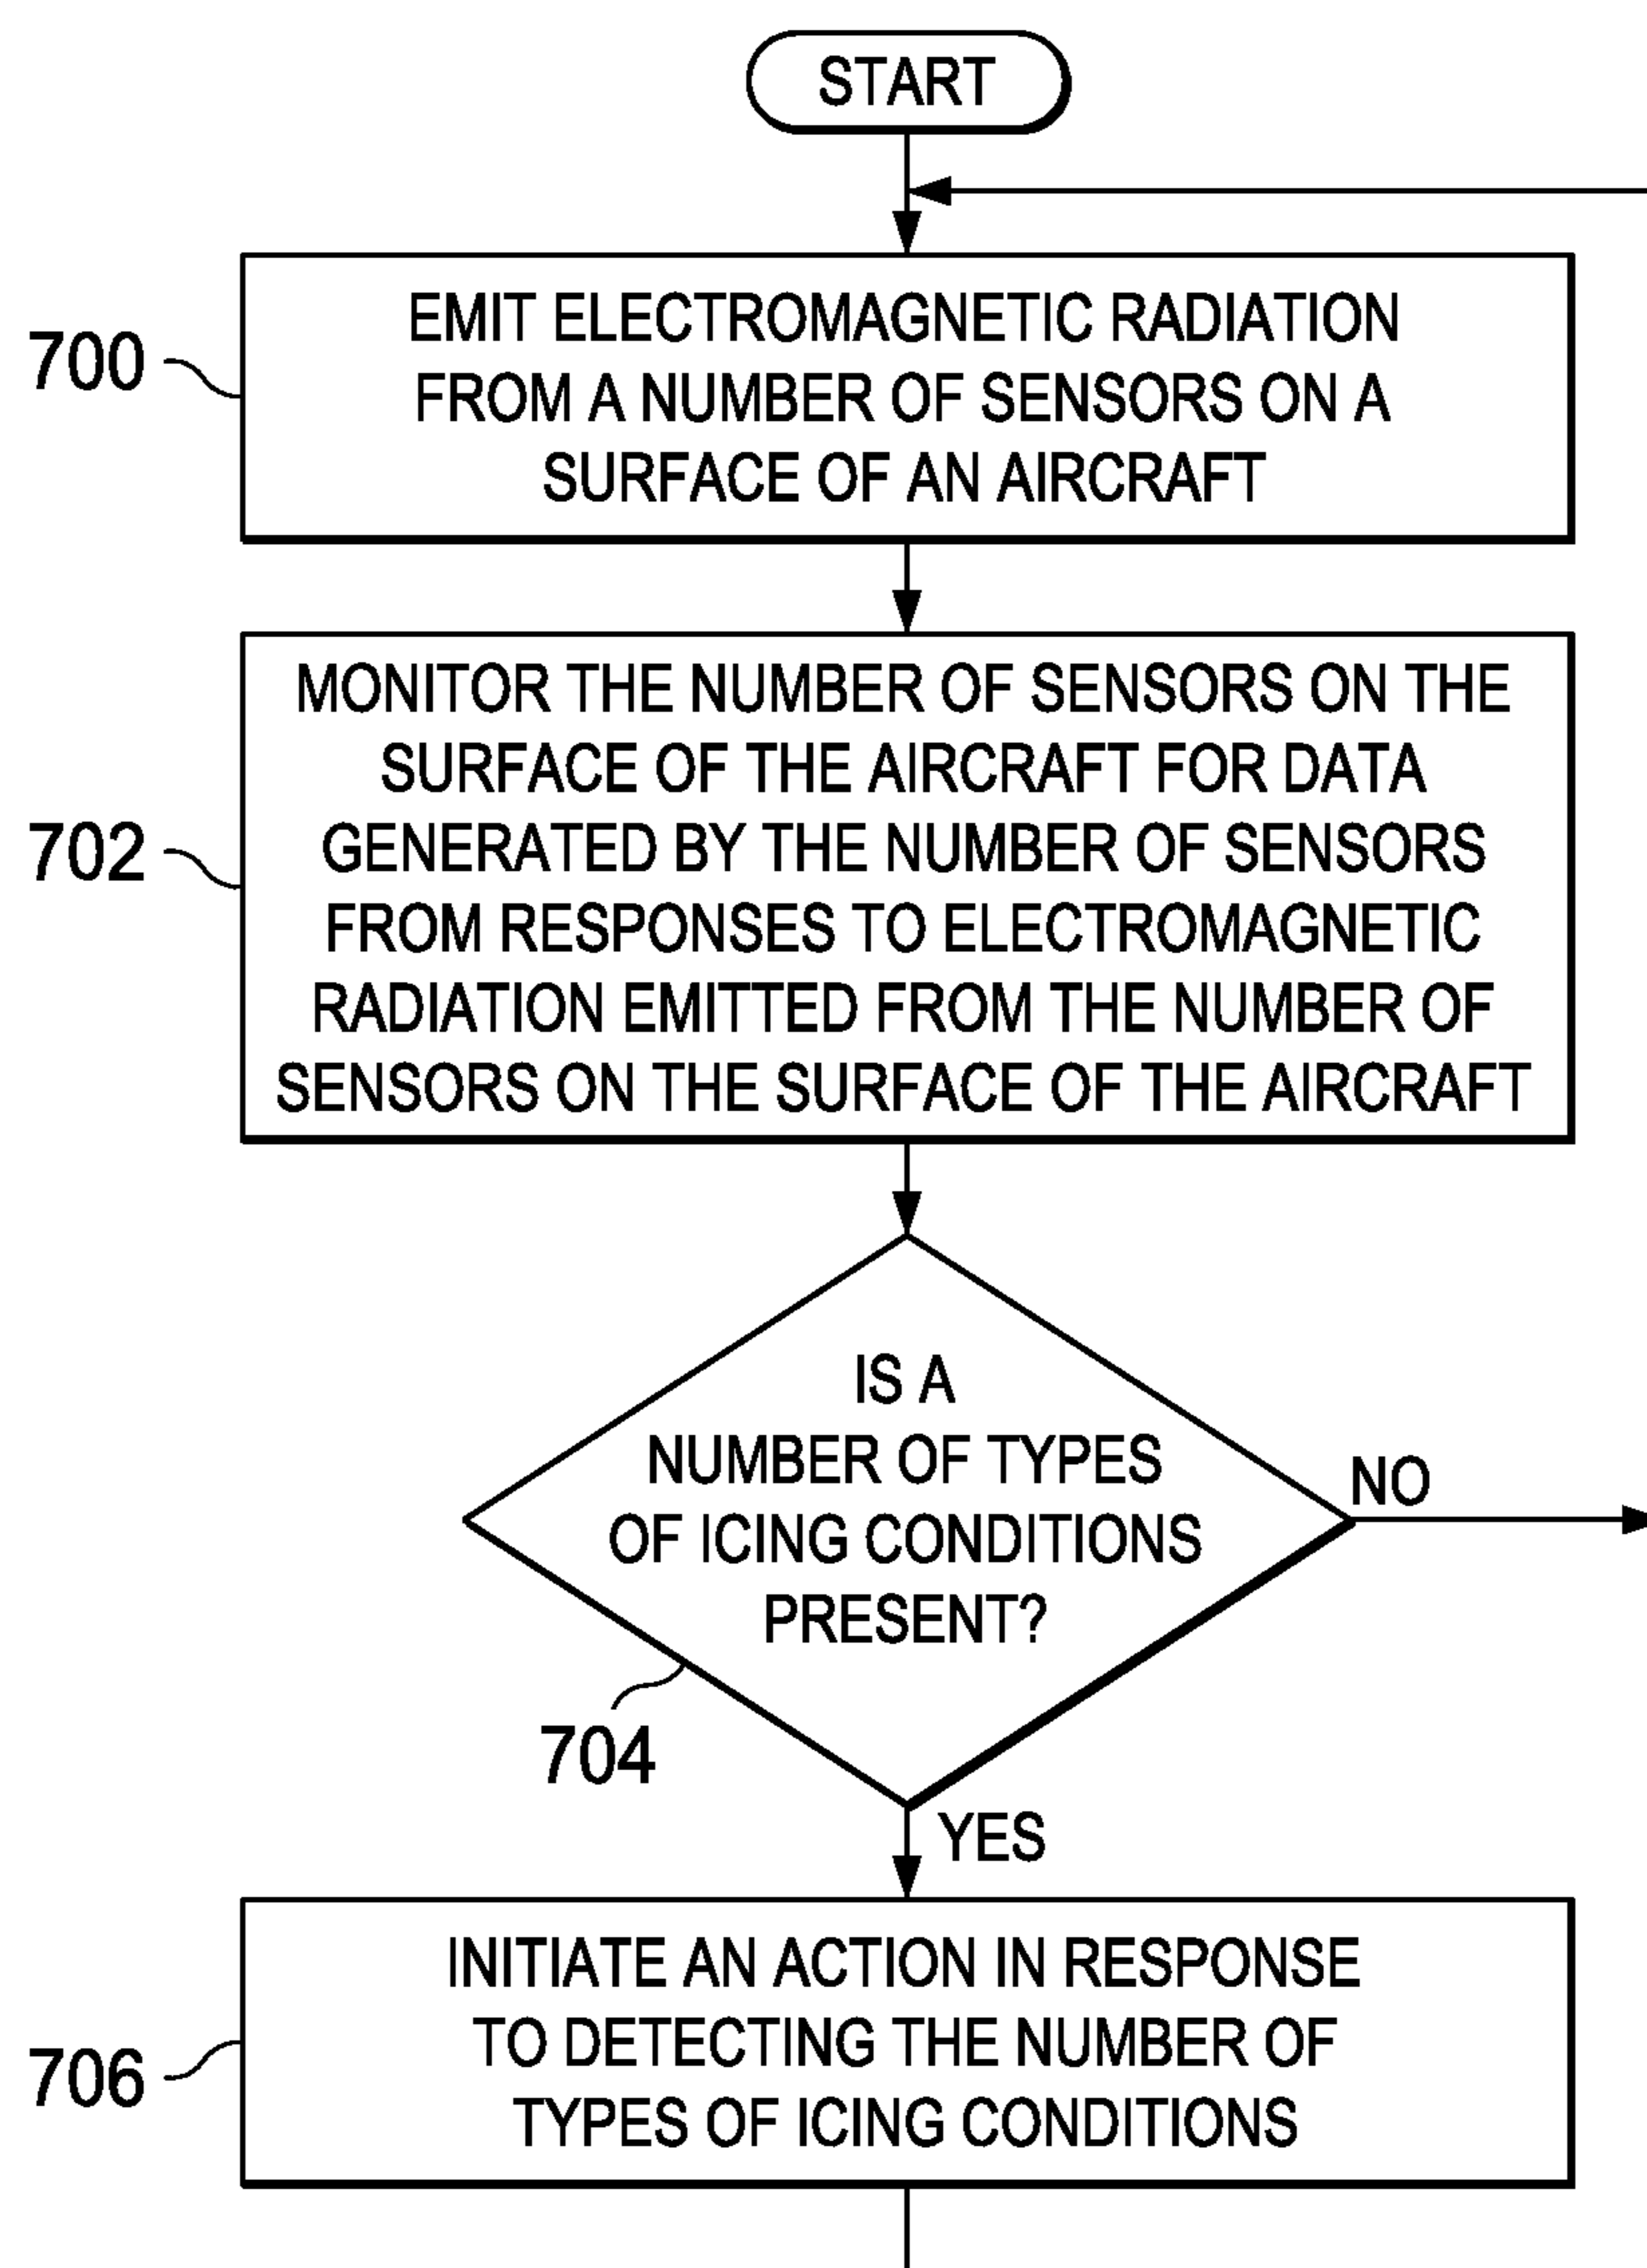 START
700
EMIT ELECTROMAGNETIC RADIATION
FROM A NUMBER OF SENSORS ON A
SURFACE OF AN AIRCRAFT
702
MONITOR THE NUMBER OF SENSORS ON THE
SURFACE OF THE AIRCRAFT FOR DATA
GENERATED BY THE NUMBER OF SENSORS
FROM RESPONSES TO ELECTROMAGNETIC
RADIATION EMITTED FROM THE NUMBER OF
SENSORS ON THE SURFACE OF THE AIRCRAFT
IS A
NUMBER OF TYPES
OF ICING CONDITIONS
PRESENT?
NO
704
YES
706
INITIATE AN ACTION IN RESPONSE
TO DETECTING THE NUMBER OF
TYPES OF ICING CONDITIONS